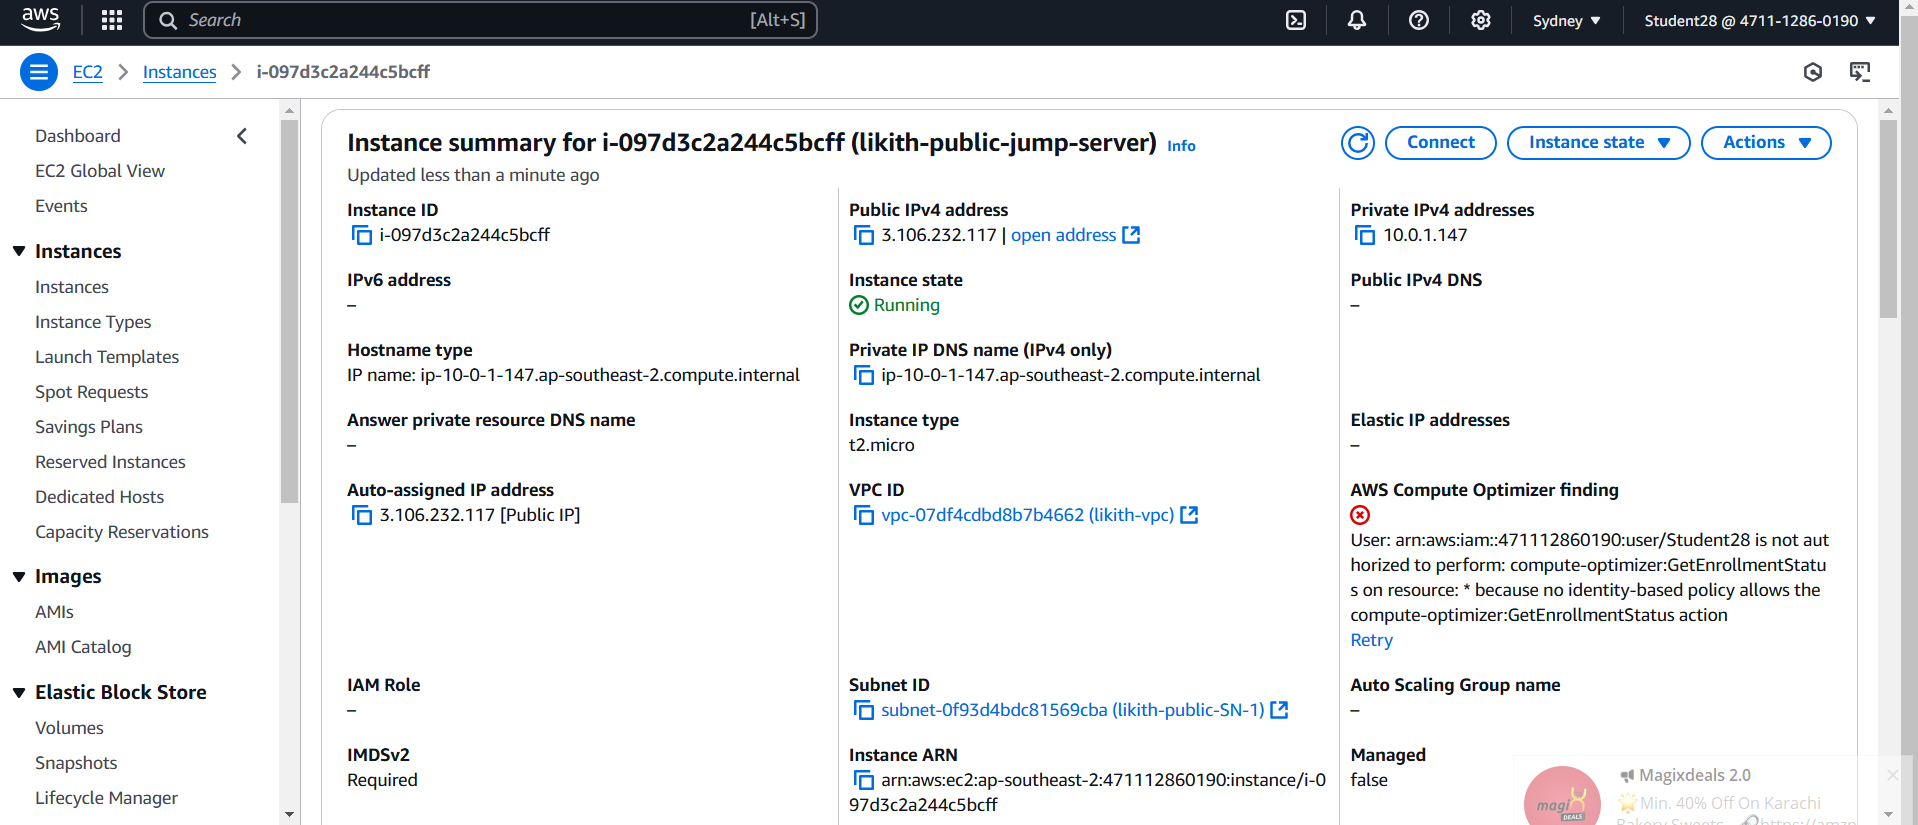 aws
Search [Alt+S]
Sydney
Student28 @ 4711-1286-0190
EC2 Instances i-097d3c2a244c5bcff
Dashboard
EC2 Global View
Events
Instances
Instances
Instance Types
Launch Templates
Spot Requests
Savings Plans
Reserved Instances
Dedicated Hosts
Capacity Reservations
Images
AMIs
AMI Catalog
Elastic Block Store
Volumes
Snapshots
Lifecycle Manager
Instance summary for i-097d3c2a244c5bcff (likith-public-jump-server) Info
Updated less than a minute ago
Connect
Instance state
Actions
Instance ID
i-097d3c2a244c5bcff
Public IPv4 address
3.106.232.117 | open address
Private IPv4 addresses
10.0.1.147
IPv6 address
–
Instance state
Running
Public IPv4 DNS
–
Hostname type
IP name: ip-10-0-1-147.ap-southeast-2.compute.internal
Private IP DNS name (IPv4 only)
ip-10-0-1-147.ap-southeast-2.compute.internal
Answer private resource DNS name
–
Instance type
t2.micro
Elastic IP addresses
–
Auto-assigned IP address
3.106.232.117 [Public IP]
VPC ID
vpc-07df4cdbd8b7b4662 (likith-vpc)
AWS Compute Optimizer finding
User: arn:aws:iam::471112860190:user/Student28 is not aut
horized to perform: compute-optimizer:GetEnrollmentStatu
s on resource: * because no identity-based policy allows the
compute-optimizer:GetEnrollmentStatus action
Retry
IAM Role
–
Subnet ID
subnet-0f93d4bdc81569cba (likith-public-SN-1)
Auto Scaling Group name
–
IMDSv2
Required
Instance ARN
arn:aws:ec2:ap-southeast-2:471112860190:instance/i-0
97d3c2a244c5bcff
Managed
false
magi
DEALS
Magixdeals 2.0
Min. 40% Off On Karachi
Bakery Sweets